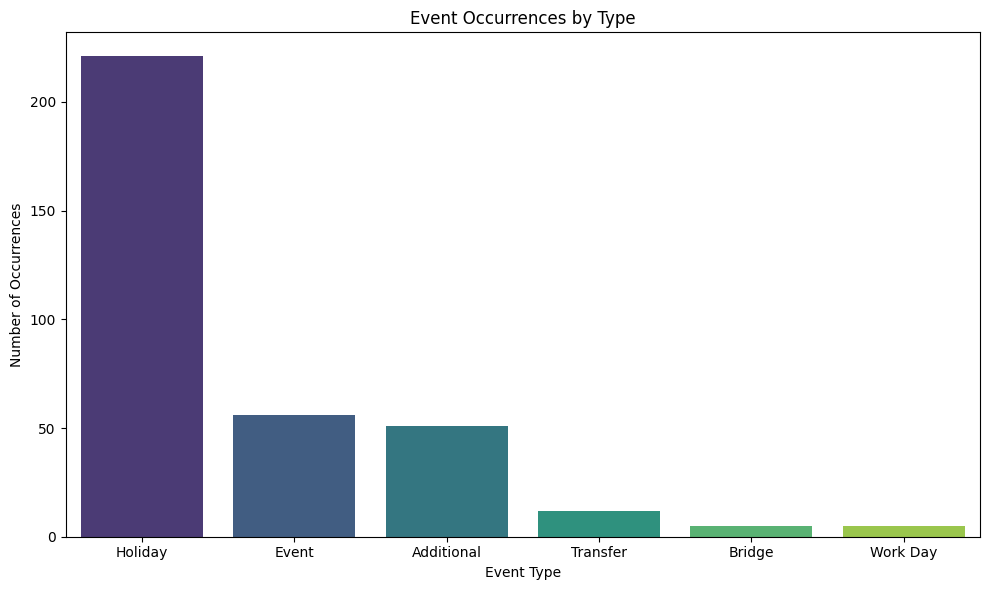 Event Occurrences by Type
Number of Occurrences
200
150
100
50
0
Holiday
Event
Additional
Transfer
Bridge
Work Day
Event Type